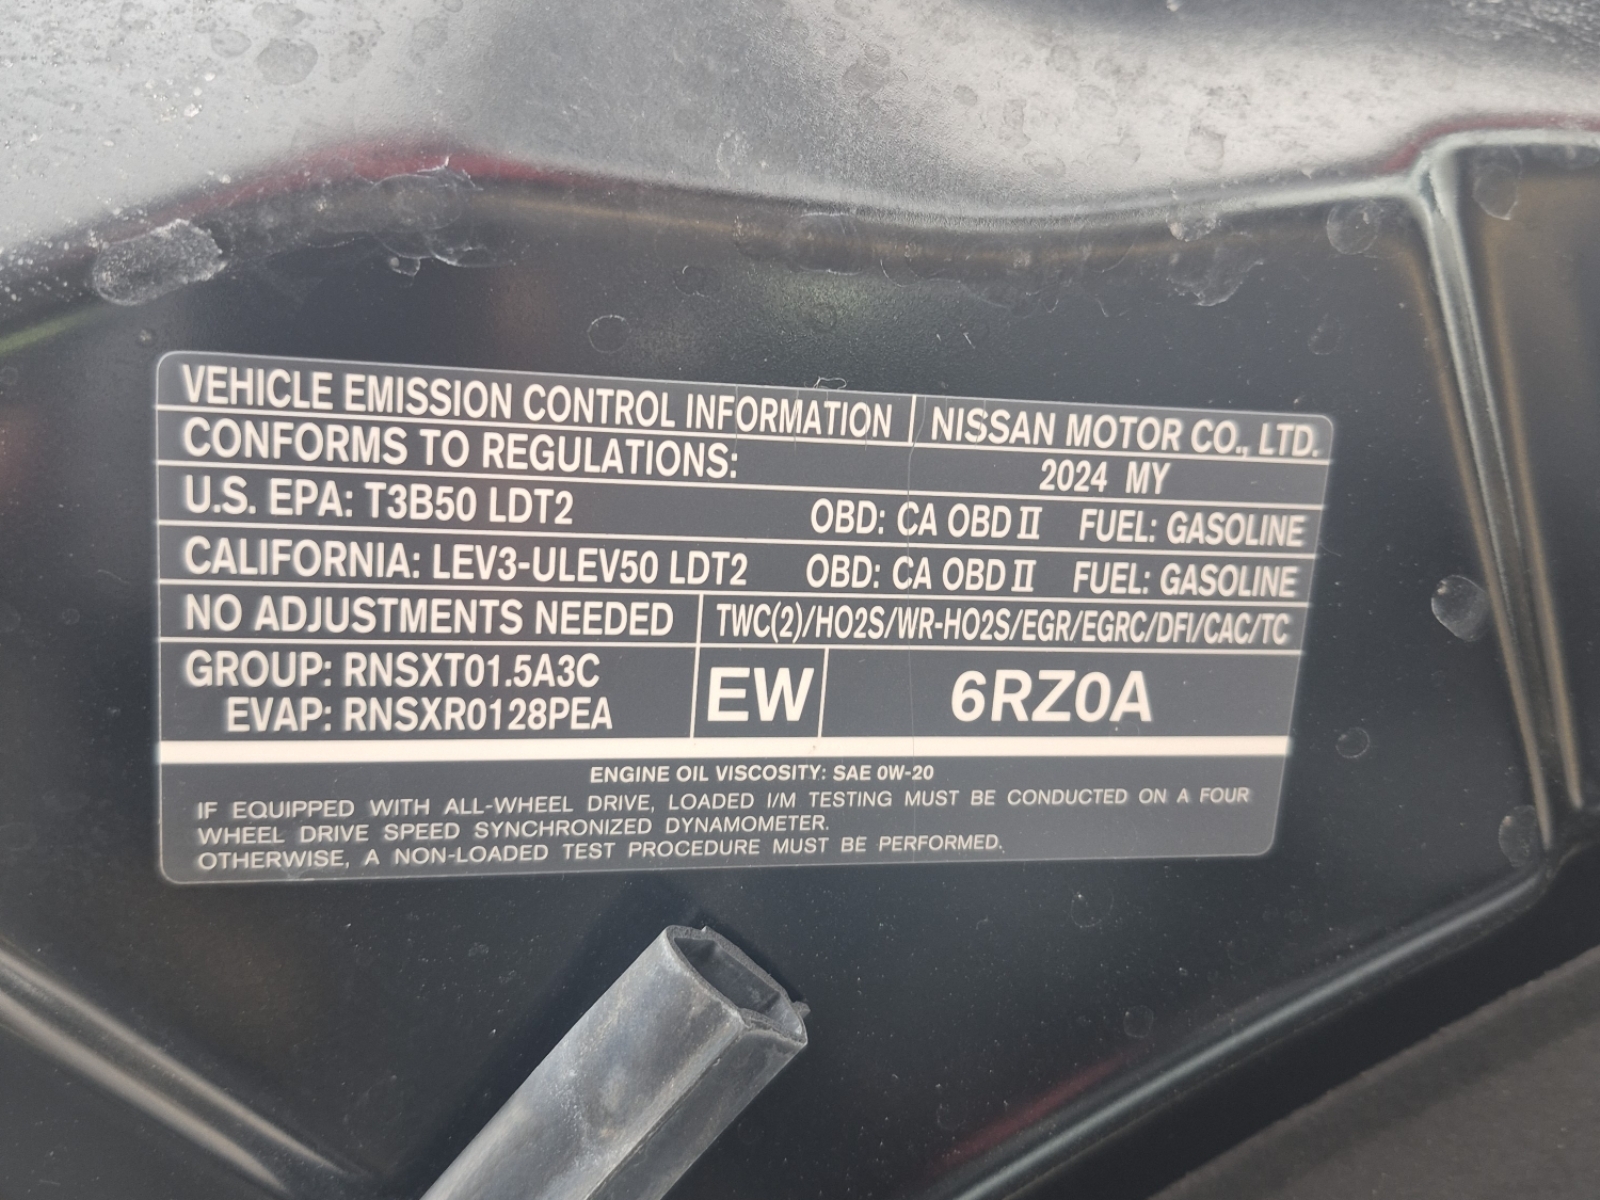 VEHICLE EMISSION CONTROL INFORMATION NISSAN MOTOR CO., LTD.
CONFORMS TO REGULATIONS: 2024 MY
U.S. EPA: T3B50 LDT2 OBD: CA OBD II FUEL: GASOLINE
CALIFORNIA: LEV3-ULEV50 LDT2 OBD: CA OBD II FUEL: GASOLINE
NO ADJUSTMENTS NEEDED TWC(2)/HO2S/WR-HO2S/EGR/EGRC/DFI/CAC/TC
GROUP: RNSXT01.5A3C
EVAP: RNSXR0128PEA
EW 6RZ0A
ENGINE OIL VISCOSITY: SAE 0W-20
IF EQUIPPED WITH ALL-WHEEL DRIVE, LOADED I/M TESTING MUST BE CONDUCTED ON A FOUR
WHEEL DRIVE SPEED SYNCHRONIZED DYNAMOMETER.
OTHERWISE, A NON-LOADED TEST PROCEDURE MUST BE PERFORMED.